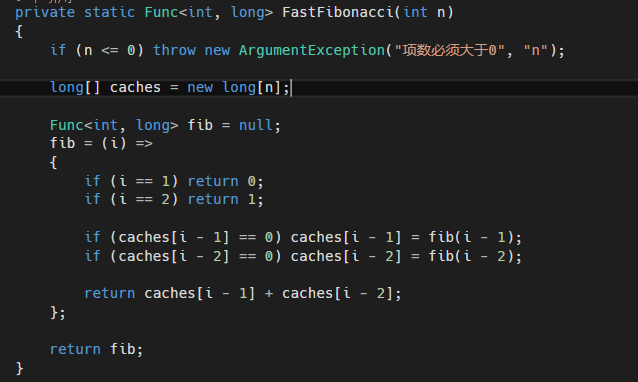 private static Func<int, long> FastFibonacci(int n)
{
    if (n <= 0) throw new ArgumentException("项数必须大于0", "n");

    long[] caches = new long[n];

    Func<int, long> fib = null;
    fib = (i) =>
    {
        if (i == 1) return 0;
        if (i == 2) return 1;

        if (caches[i - 1] == 0) caches[i - 1] = fib(i - 1);
        if (caches[i - 2] == 0) caches[i - 2] = fib(i - 2);

        return caches[i - 1] + caches[i - 2];
    };

    return fib;
}